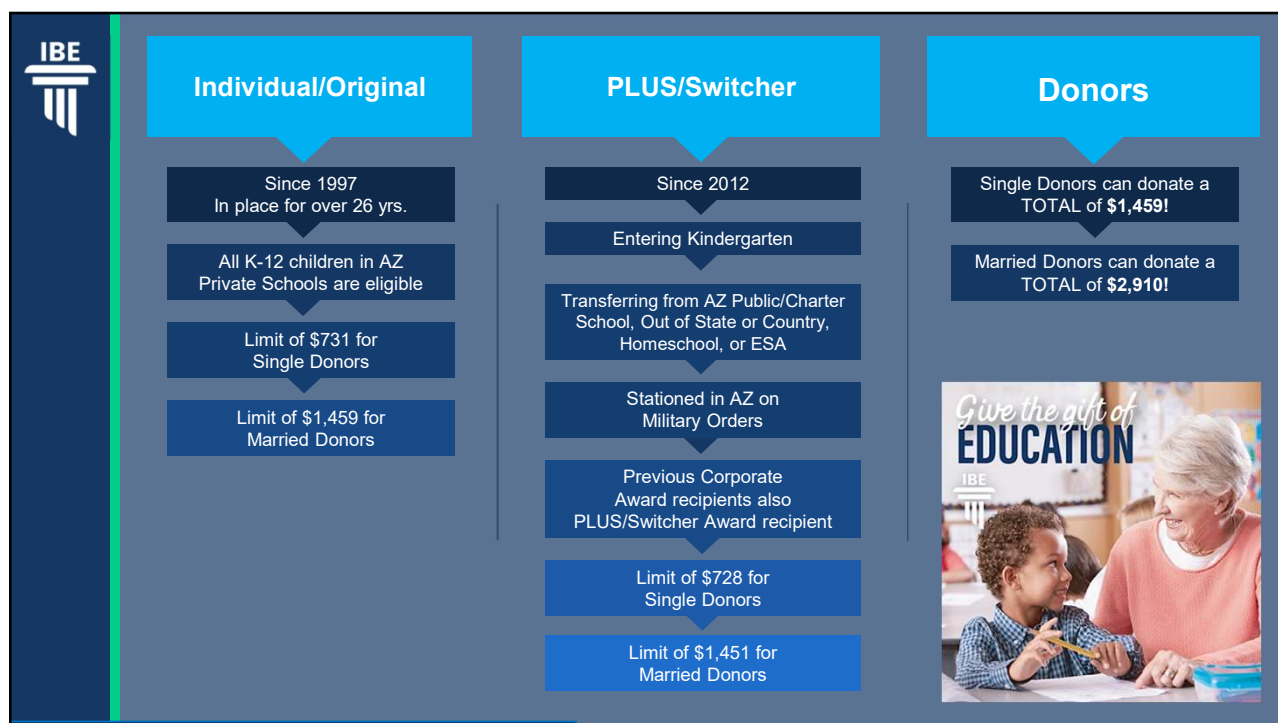 IBE
Individual/Original
Since 1997
In place for over 26 yrs.
All K-12 children in AZ
Private Schools are eligible
Limit of $731 for
Single Donors
Limit of $1,459 for
Married Donors
PLUS/Switcher
Since 2012
Entering Kindergarten
Transferring from AZ Public/Charter
School, Out of State or Country,
Homeschool, or ESA
Stationed in AZ on
Military Orders
Previous Corporate
Award recipients also
PLUS/Switcher Award recipient
Limit of $728 for
Single Donors
Limit of $1,451 for
Married Donors
Donors
Single Donors can donate a
TOTAL of $1,459!
Married Donors can donate a
TOTAL of $2,910!
Give the gift of
EDUCATION
IBE